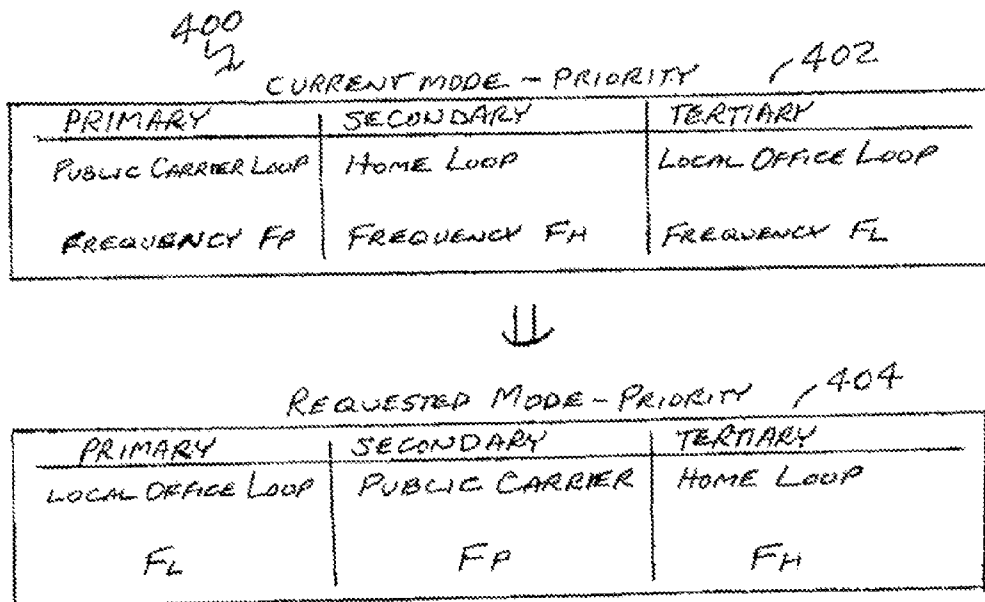 400
CURRENT MODE - PRIORITY 402
PRIMARY SECONDARY TERTIARY
PUBLIC CARRIER LOOP HOME LOOP LOCAL OFFICE LOOP
FREQUENCY FP FREQUENCY FH FREQUENCY FL
REQUESTED MODE - PRIORITY 404
PRIMARY SECONDARY TERTIARY
LOCAL OFFICE LOOP PUBLIC CARRIER HOME LOOP
FL FP FH